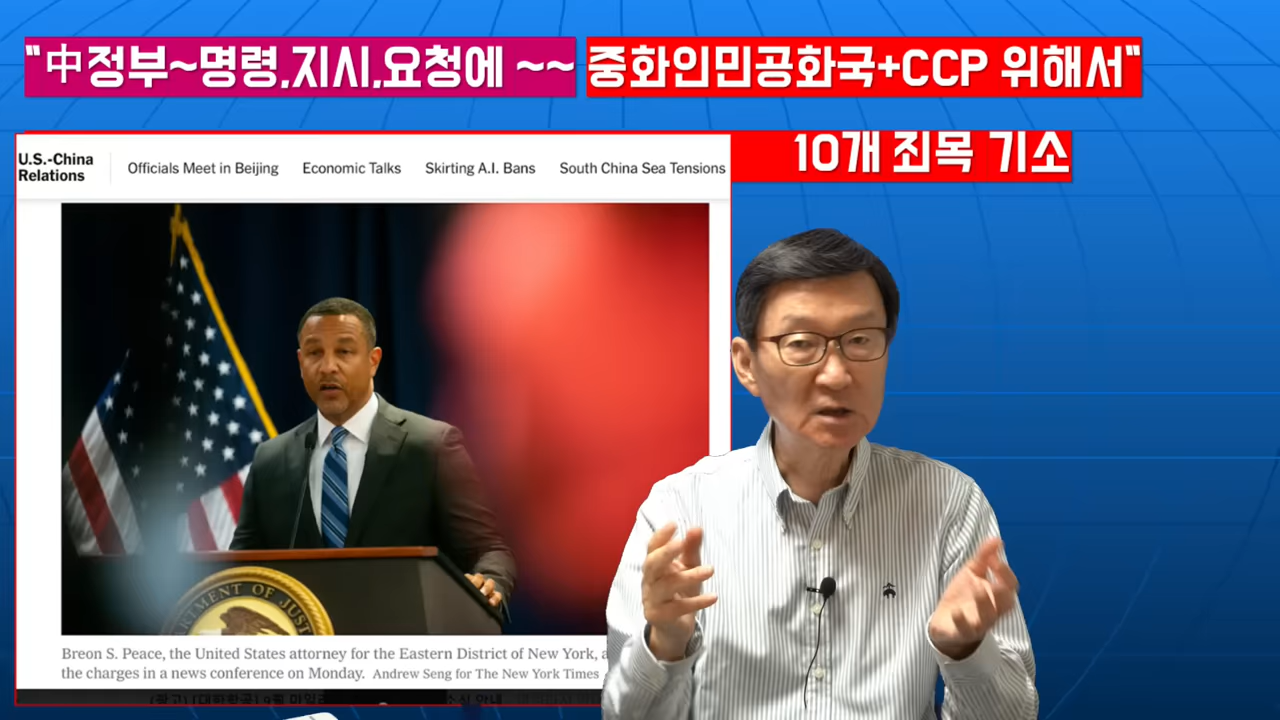 "中정부~명령,지시,요청에 ~~ 중화인민공화국+CCP 위해서"
10개 죄목 기소
U.S.-China
Relations
Officials Meet in Beijing
Economic Talks
Skirting A.I. Bans
South China Sea Tensions
MENT OF JUST
Breon S. Peace, the United States attorney for the Eastern District of New York,
the charges in a news conference on Monday. Andrew Seng for The New York Times